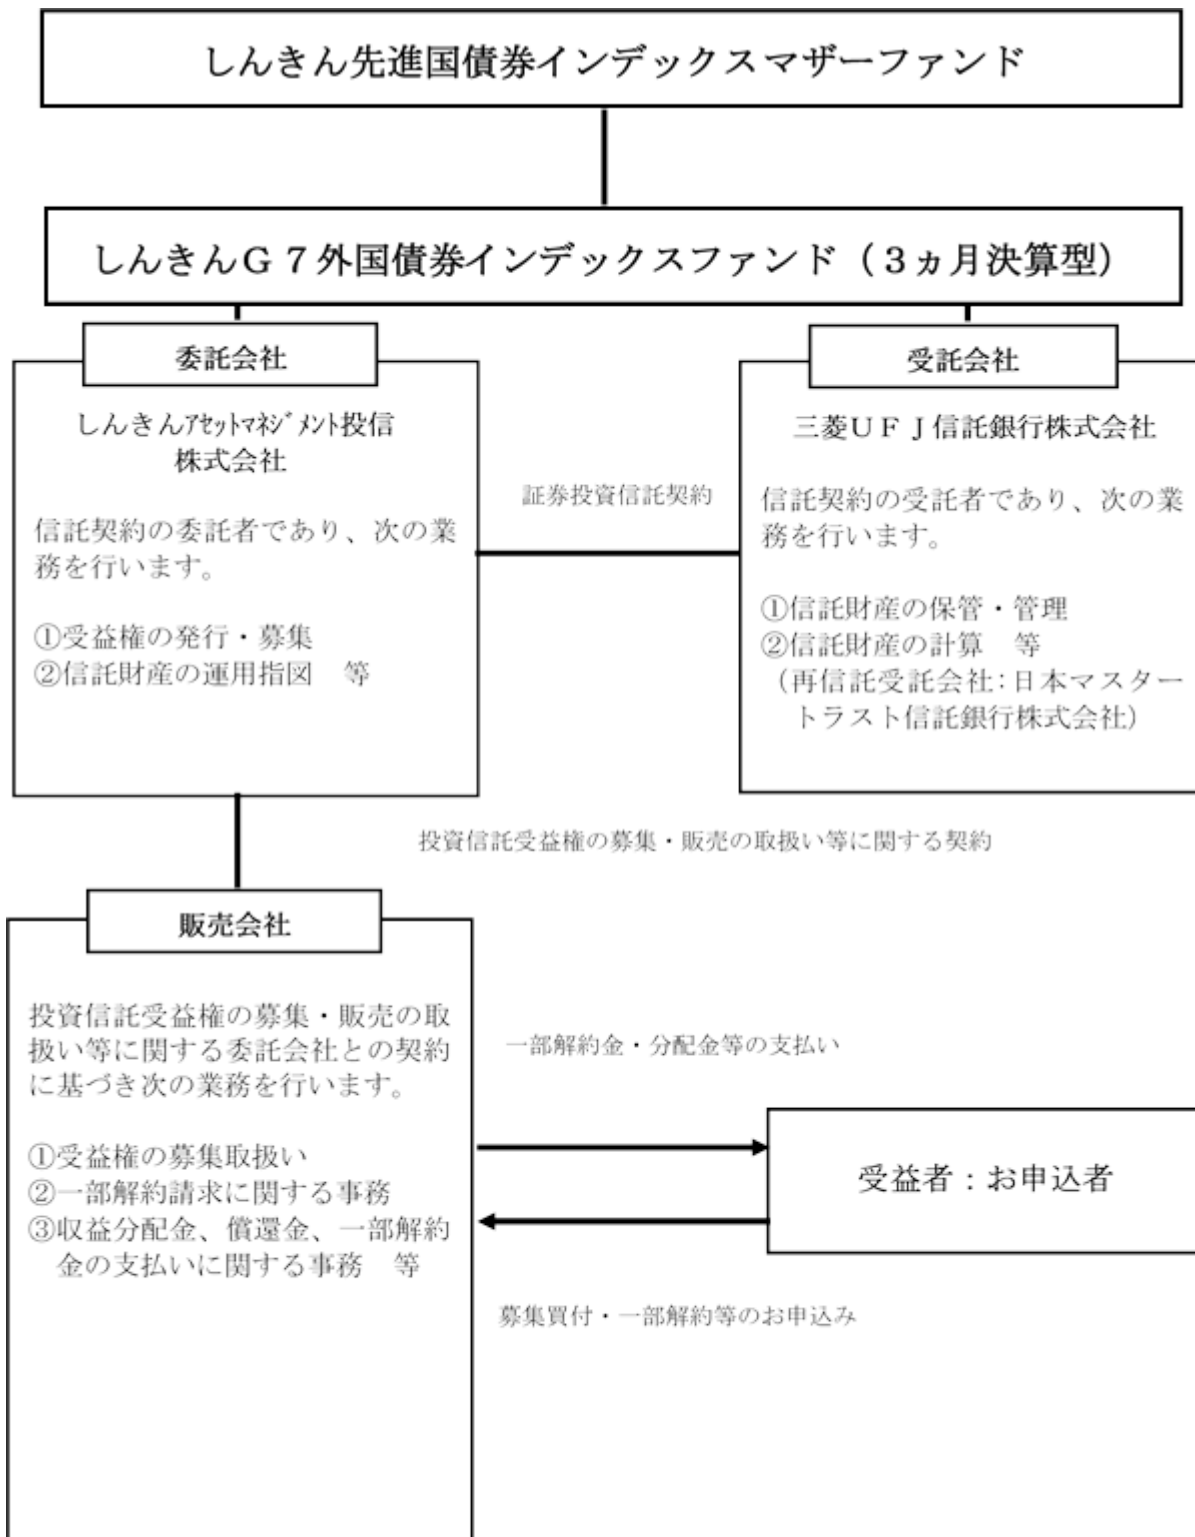 しんきん先進国債券インデックスマザーファンド
しんきんＧ７外国債券インデックスファンド（３ヵ月決算型）
委託会社
しんきんｱｾｯﾄﾏﾈｼﾞﾒﾝﾄ投信
株式会社
信託契約の委託者であり、次の業
務を行います。
①受益権の発行・募集
②信託財産の運用指図　等
証券投資信託契約
受託会社
三菱ＵＦＪ信託銀行株式会社
信託契約の受託者であり、次の業
務を行います。
①信託財産の保管・管理
②信託財産の計算　等
（再信託受託会社：日本マスター
トラスト信託銀行株式会社）
投資信託受益権の募集・販売の取扱い等に関する契約
販売会社
投資信託受益権の募集・販売の取
扱い等に関する委託会社との契約
に基づき次の業務を行います。
①受益権の募集取扱い
②一部解約請求に関する事務
③収益分配金、償還金、一部解約
金の支払いに関する事務　等
一部解約金・分配金等の支払い
受益者：お申込者
募集買付・一部解約等のお申込み